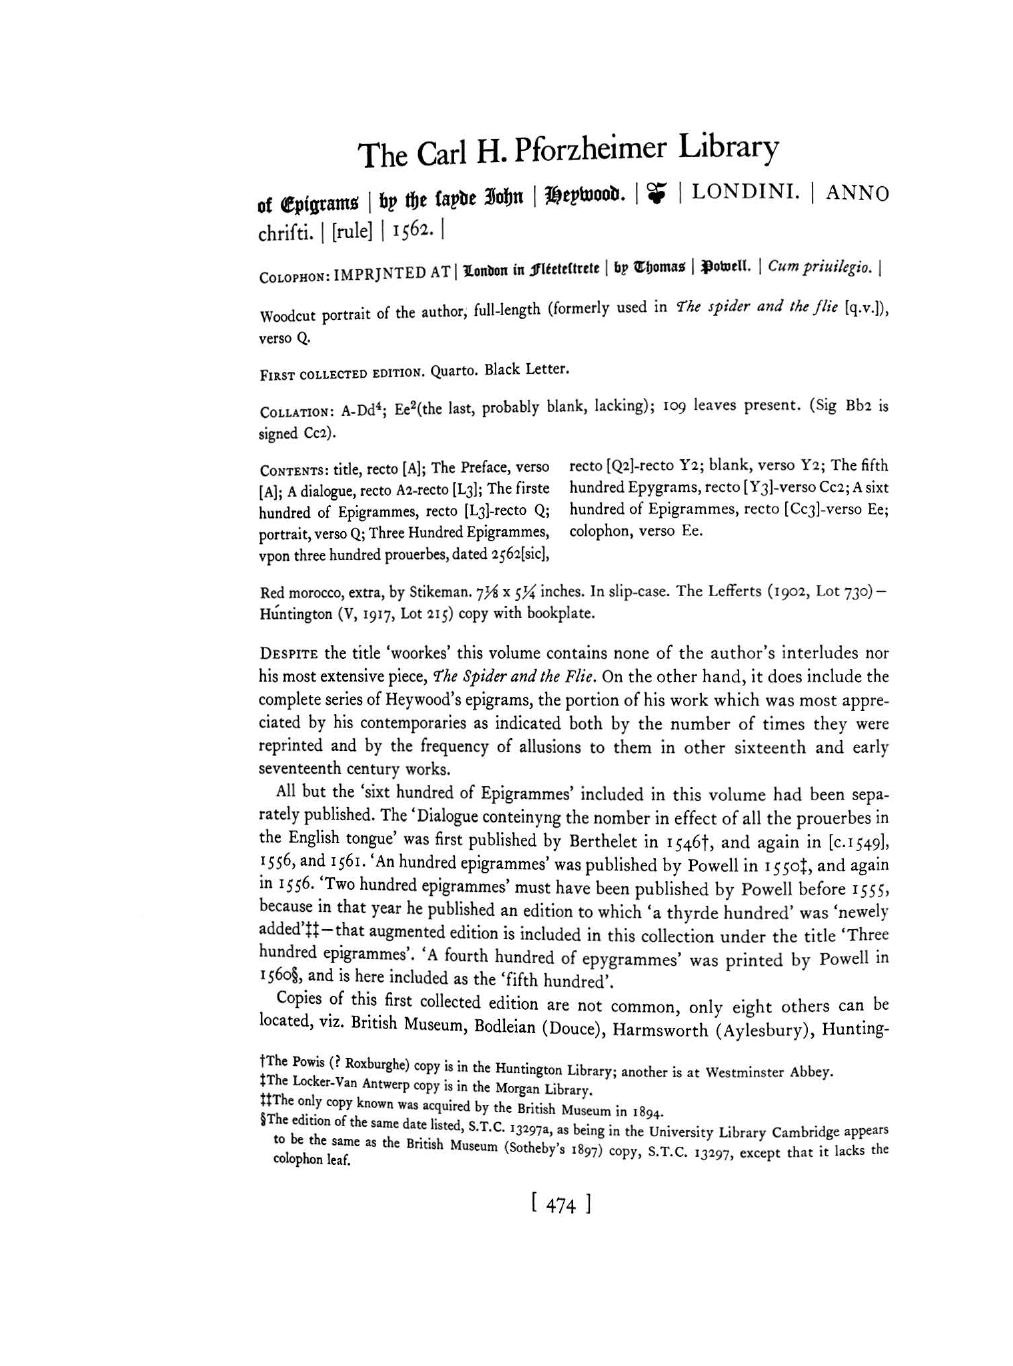 The Carl H. Pforzheimer Library
of Epigrams | by the ſayde John | Heywood. | ❦ | LONDINI. | ANNO
chriſti. | [rule] | 1562. |
COLOPHON: IMPRJNTED AT | London in Fléeteſtrete | by Thomas | Powell. | Cum priuilegio. |
Woodcut portrait of the author, full-length (formerly used in The spider and the flie [q.v.]),
verso Q.
FIRST COLLECTED EDITION. Quarto. Black Letter.
COLLATION: A-Dd⁴; Ee²(the last, probably blank, lacking); 109 leaves present. (Sig Bb2 is
signed Cc2).
CONTENTS: title, recto [A]; The Preface, verso
[A]; A dialogue, recto A2-recto [L3]; The firste
hundred of Epigrammes, recto [L3]-recto Q;
portrait, verso Q; Three Hundred Epigrammes,
vpon three hundred prouerbes, dated 2562[sic],
recto [Q2]-recto Y2; blank, verso Y2; The fifth
hundred Epygrams, recto [Y3]-verso Cc2; A sixt
hundred of Epigrammes, recto [Cc3]-verso Ee;
colophon, verso Ee.
Red morocco, extra, by Stikeman. 7⅛ x 5¼ inches. In slip-case. The Lefferts (1902, Lot 730)—
Huntington (V, 1917, Lot 215) copy with bookplate.
DESPITE the title ‘woorkes’ this volume contains none of the author’s interludes nor
his most extensive piece, The Spider and the Flie. On the other hand, it does include the
complete series of Heywood’s epigrams, the portion of his work which was most appre-
ciated by his contemporaries as indicated both by the number of times they were
reprinted and by the frequency of allusions to them in other sixteenth and early
seventeenth century works.
All but the ‘sixt hundred of Epigrammes’ included in this volume had been sepa-
rately published. The ‘Dialogue conteinyng the nomber in effect of all the prouerbes in
the English tongue’ was first published by Berthelet in 1546†, and again in [c.1549],
1556, and 1561. ‘An hundred epigrammes’ was published by Powell in 1550‡, and again
in 1556. ‘Two hundred epigrammes’ must have been published by Powell before 1555,
because in that year he published an edition to which ‘a thyrde hundred’ was ‘newely
added’‡‡—that augmented edition is included in this collection under the title ‘Three
hundred epigrammes’. ‘A fourth hundred of epygrammes’ was printed by Powell in
1560§, and is here included as the ‘fifth hundred’.
Copies of this first collected edition are not common, only eight others can be
located, viz. British Museum, Bodleian (Douce), Harmsworth (Aylesbury), Hunting-
†The Powis (? Roxburghe) copy is in the Huntington Library; another is at Westminster Abbey.
‡The Locker-Van Antwerp copy is in the Morgan Library.
‡‡The only copy known was acquired by the British Museum in 1894.
§The edition of the same date listed, S.T.C. 13297a, as being in the University Library Cambridge appears
to be the same as the British Museum (Sotheby’s 1897) copy, S.T.C. 13297, except that it lacks the
colophon leaf.
[ 474 ]